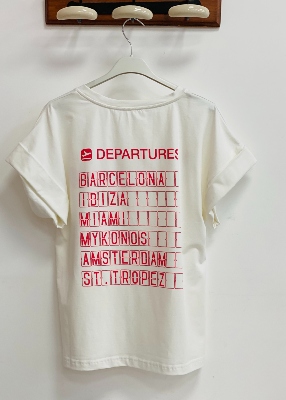 DEPARTURES
BARCELONA
IBIZA
MIAMI
MYKONOS
AMSTERDAM
ST.TROPEZ